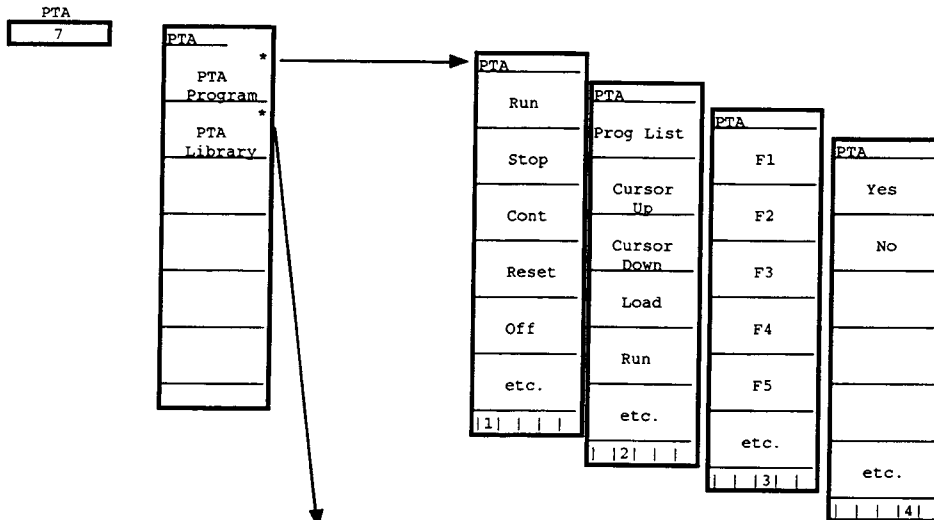 PTA
7
PTA
*
PTA
Program
*
PTA
Library
PTA
Run
Stop
Cont
Reset
Off
etc.
|1| | | |
PTA
Prog List
Cursor
Up
Cursor
Down
Load
Run
etc.
| |2| | |
PTA
F1
F2
F3
F4
F5
etc.
| | |3| |
PTA
Yes
No
etc.
| | | |4|